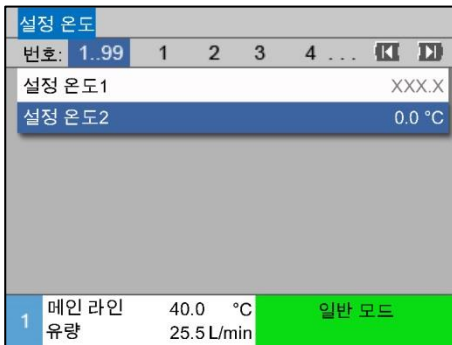 설정 온도
번호: 1..99 1 2 3 4 ...
설정 온도1 XXX.X
설정 온도2 0.0 °C
1 메인 라인 40.0 °C 일반 모드
유량 25.5 L/min